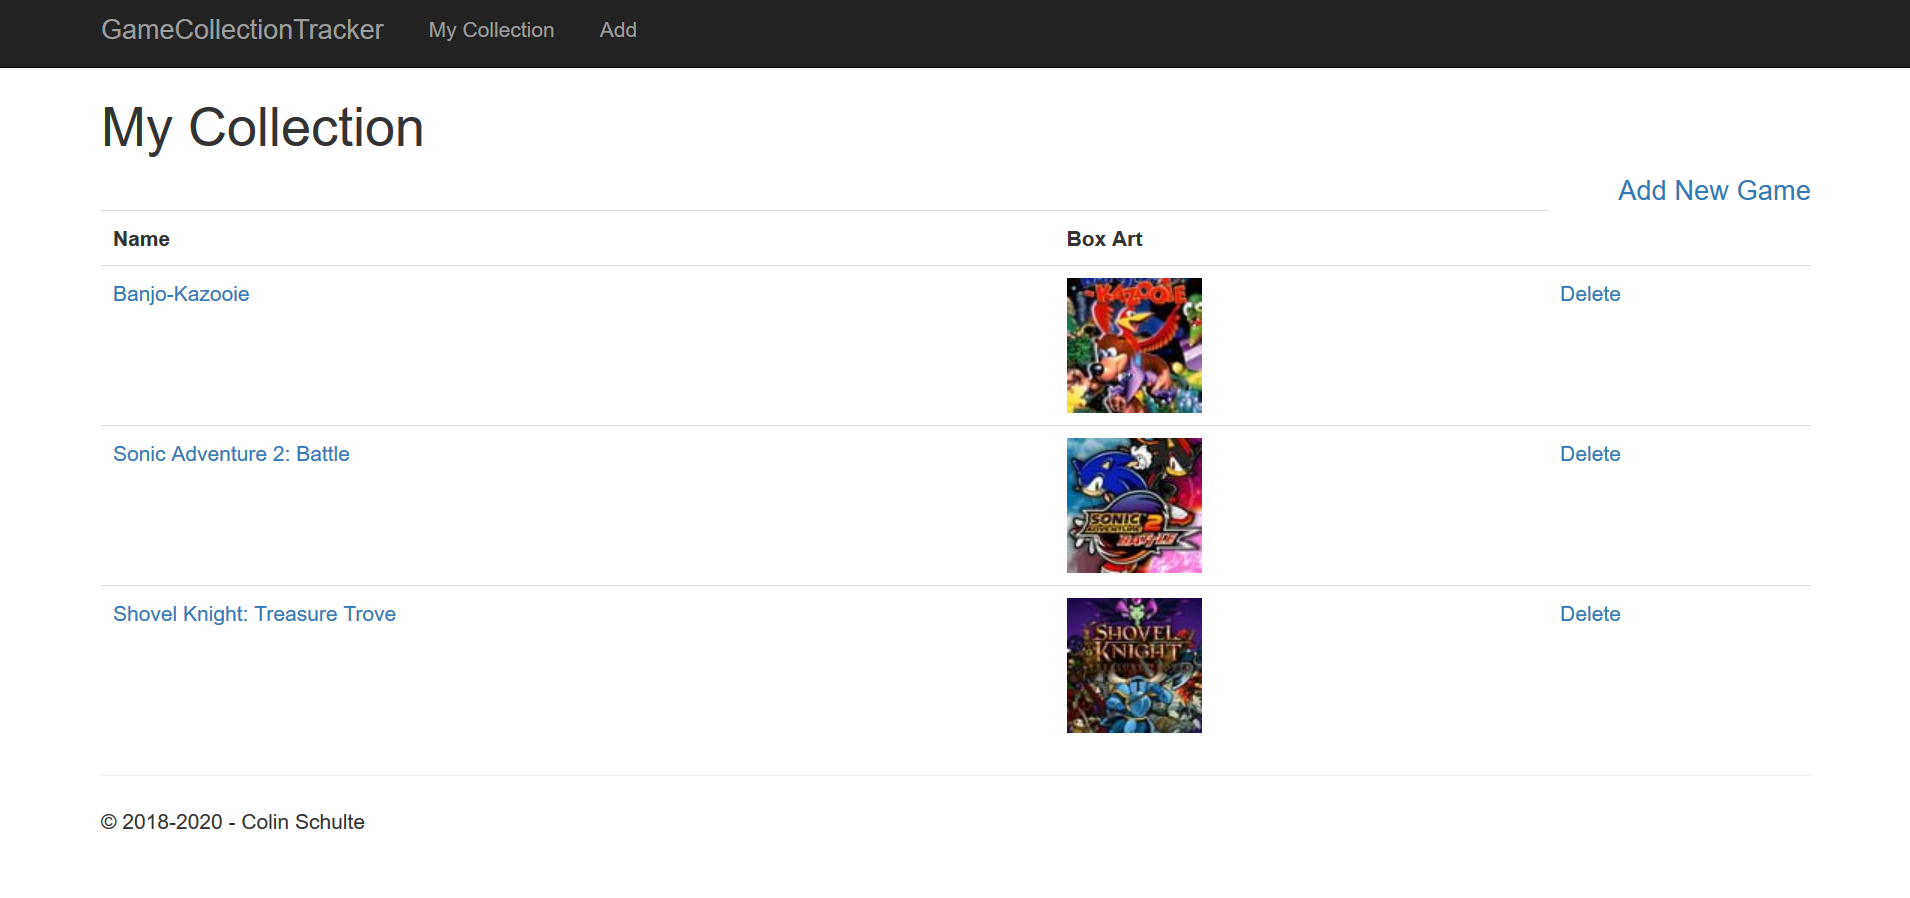 GameCollectionTracker My Collection Add
My Collection
Add New Game
Name Box Art
Banjo-Kazooie Delete
-KAZOOIE
Sonic Adventure 2: Battle Delete
SONIC 2
ADVENTURE
BATTLE
Shovel Knight: Treasure Trove Delete
SHOVEL
KNIGHT
© 2018-2020 - Colin Schulte